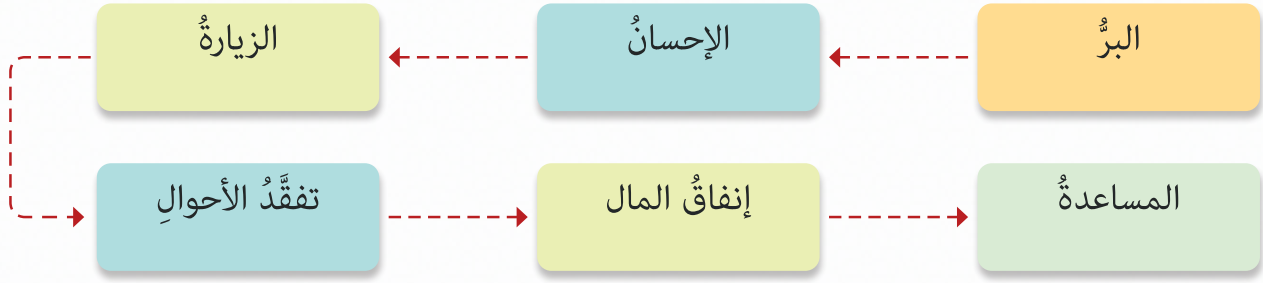 البرُّ
الإحسانُ
الزيارةُ
تفقَّدُ الأحوالِ
إنفاقُ المال
المساعدةُ